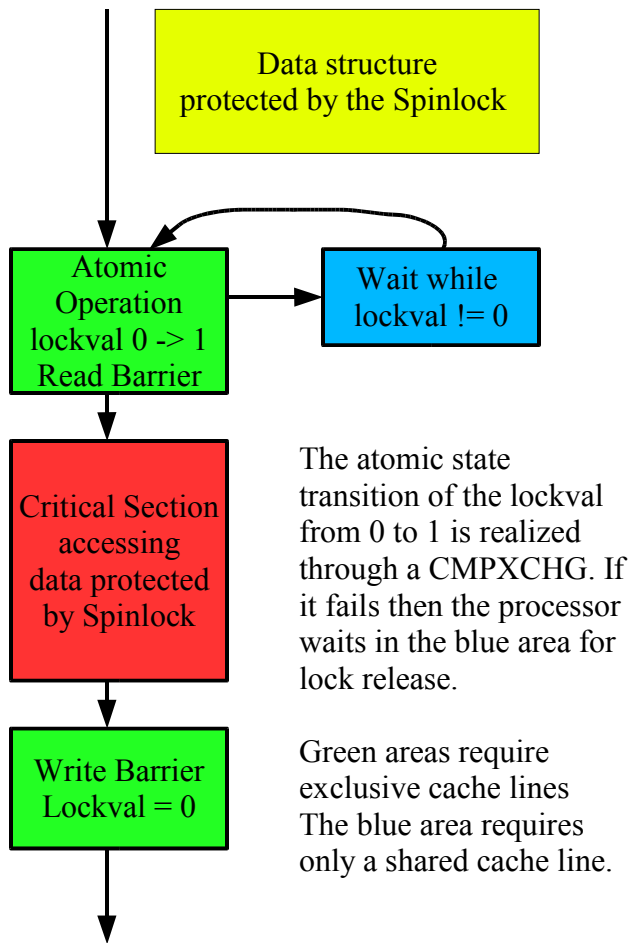 Data structure
protected by the Spinlock
Atomic
Operation
lockval 0 -> 1
Read Barrier
Wait while
lockval != 0
Critical Section
accessing
data protected
by Spinlock
The atomic state
transition of the lockval
from 0 to 1 is realized
through a CMPXCHG. If
it fails then the processor
waits in the blue area for
lock release.
Write Barrier
Lockval = 0
Green areas require
exclusive cache lines
The blue area requires
only a shared cache line.